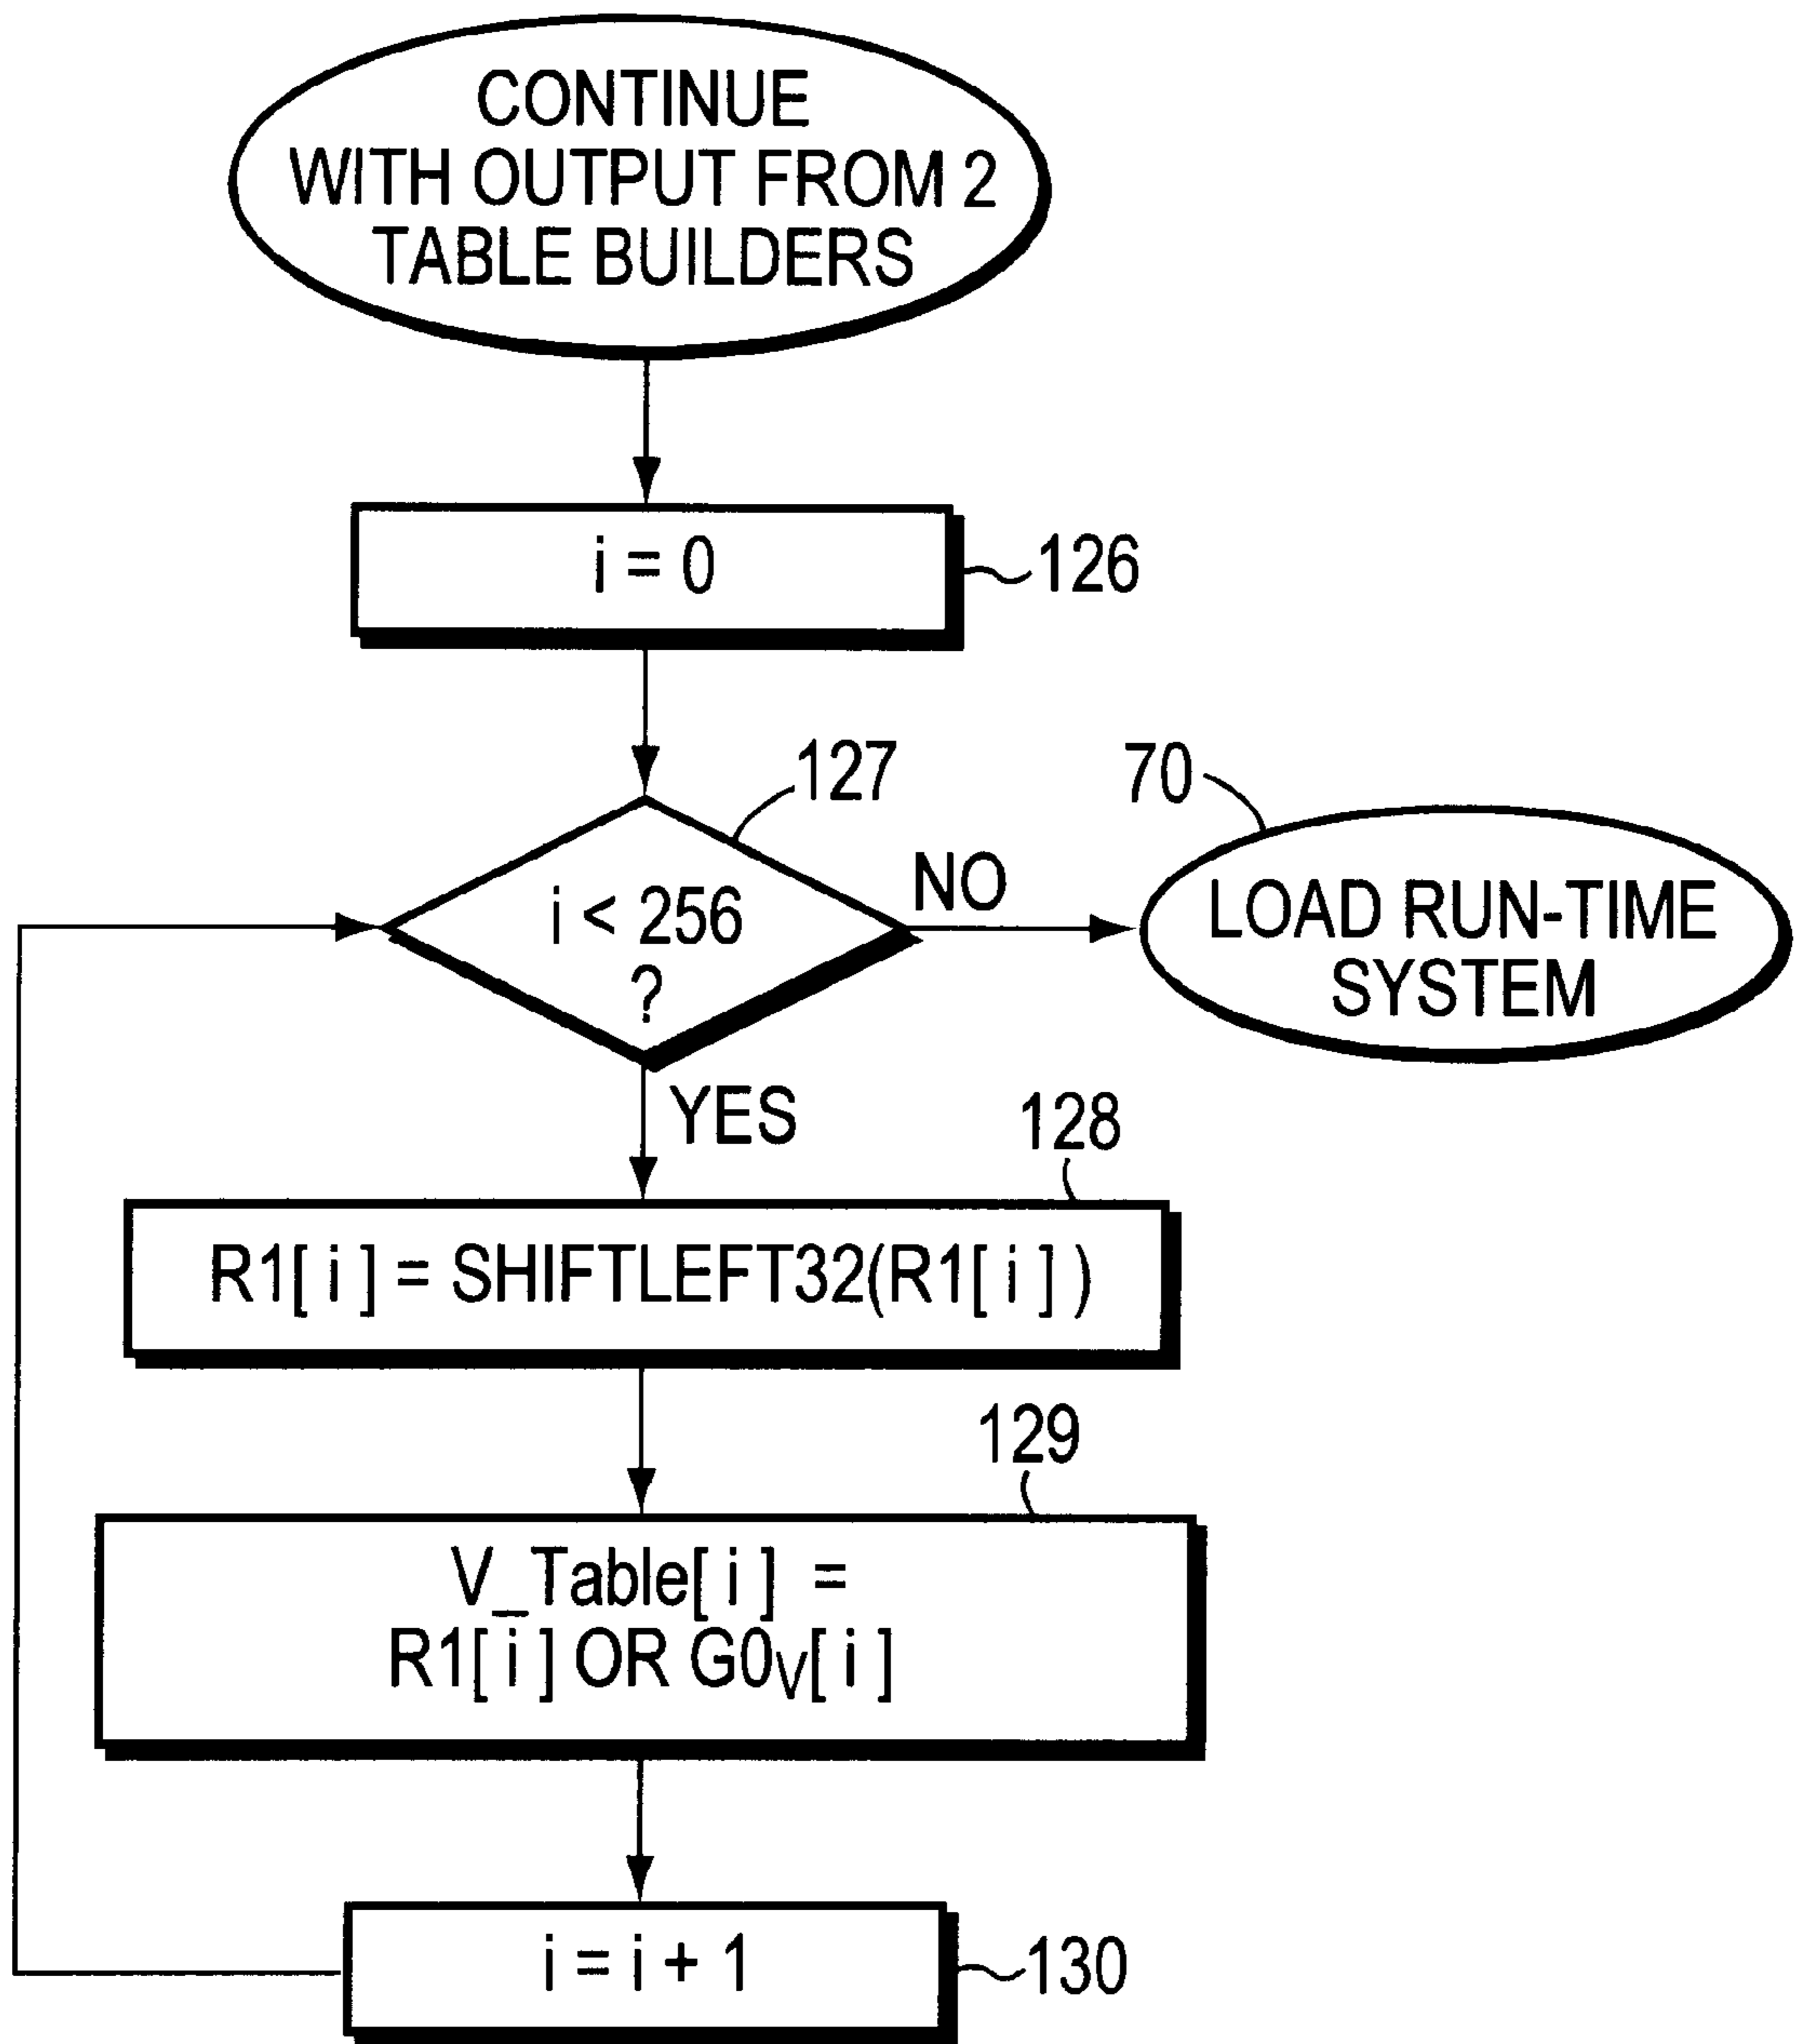 CONTINUE
WITH OUTPUT FROM 2
TABLE BUILDERS
i = 0
126
127
i < 256
?
NO
70
LOAD RUN-TIME
SYSTEM
YES
128
R1[ i ] = SHIFTLEFT32(R1[ i ] )
129
V_Table[ i ] =
R1[ i ] OR G0V[ i ]
i = i + 1
130